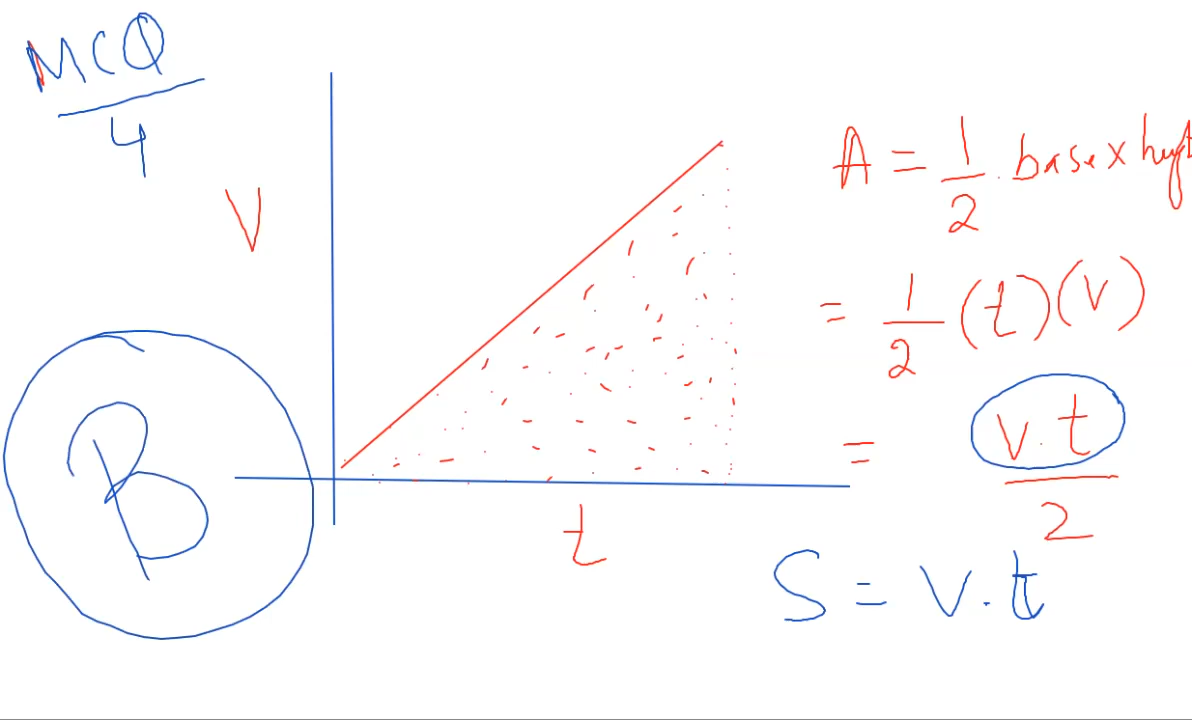 MCQ
4
V
A = 1/2 . base x
= 1/2 (t)(v)
= v.t/2
t
S = v.t
B